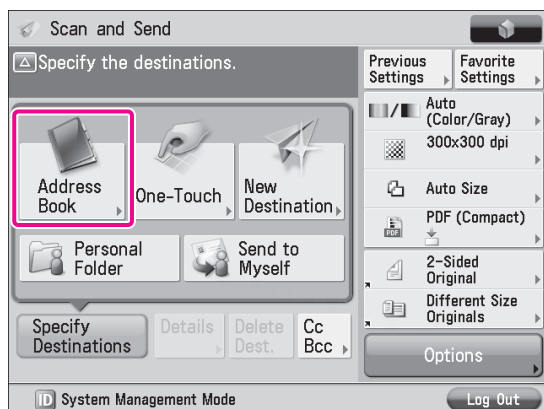 Scan and Send
Specify the destinations.
Previous
Settings
Favorite
Settings
Auto
(Color/Gray)
300x300 dpi
Auto Size
PDF (Compact)
PDF
2-Sided
Original
Different Size
Originals
Options
Address
Book
One-Touch
New
Destination
Personal
Folder
Send to
Myself
Specify
Destinations
Details
Delete
Dest.
Cc
Bcc
ID System Management Mode
Log Out